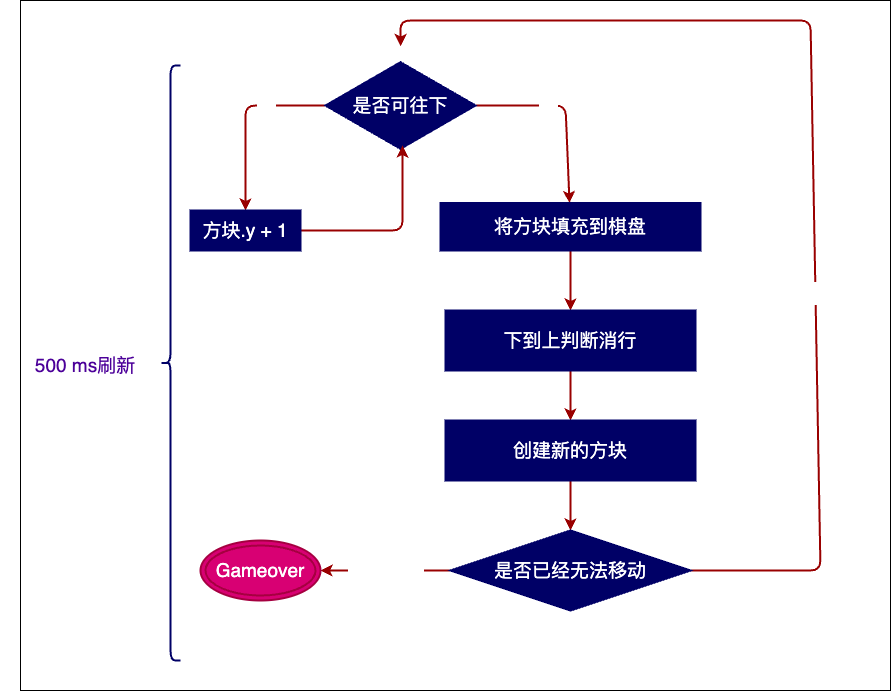 是否可往下
方块.y + 1
将方块填充到棋盘
下到上判断消行
500 ms刷新
创建新的方块
Gameover
是否已经无法移动